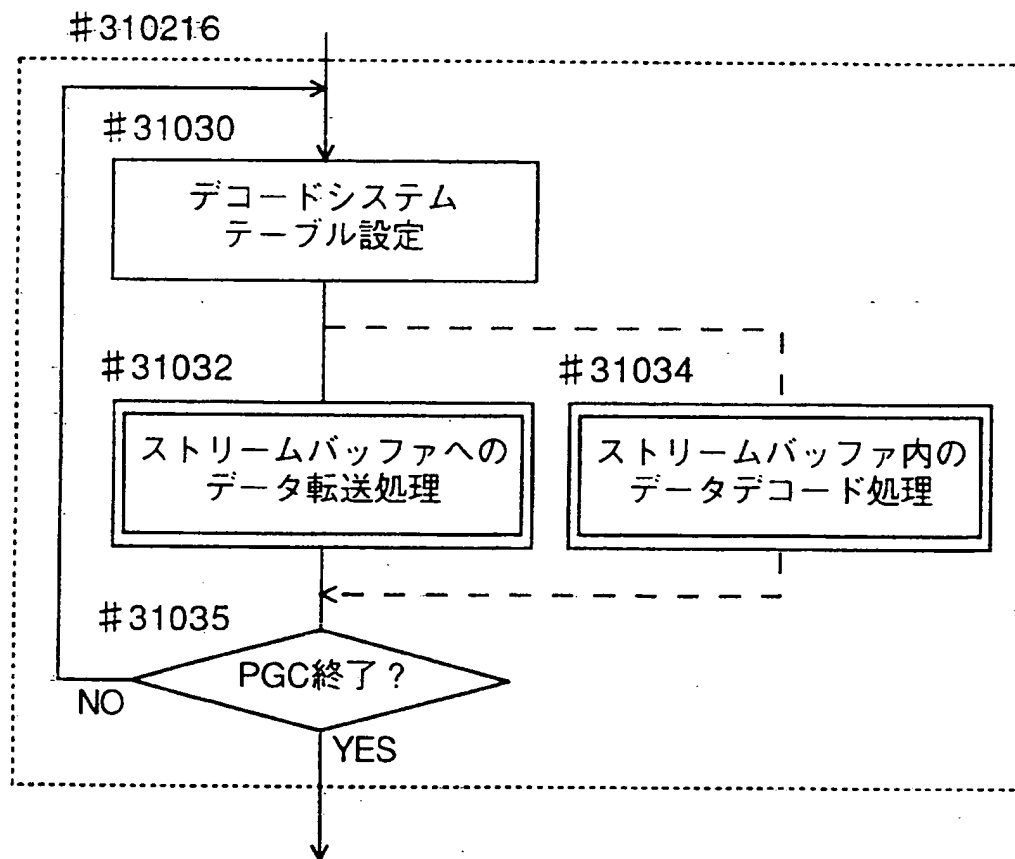 #310216
#31030
デコードシステム
テーブル設定
#31032
#31034
ストリームバッファへの
データ転送処理
ストリームバッファ内の
データデコード処理
#31035
PGC終了?
NO
YES